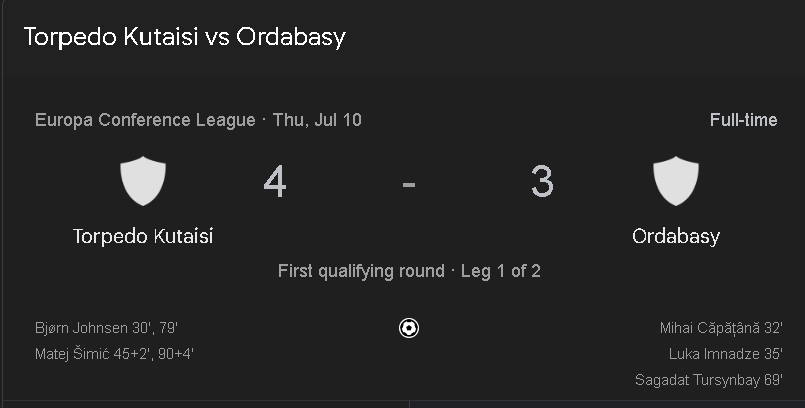 Torpedo Kutaisi vs Ordabasy
Europa Conference League · Thu, Jul 10 Full-time
4 - 3
Torpedo Kutaisi Ordabasy
First qualifying round · Leg 1 of 2
Bjørn Johnsen 30', 79' Mihai Căpățână 32'
Matej Šimić 45+2', 90+4' Luka Imnadze 35'
Sagadat Tursynbay 69'